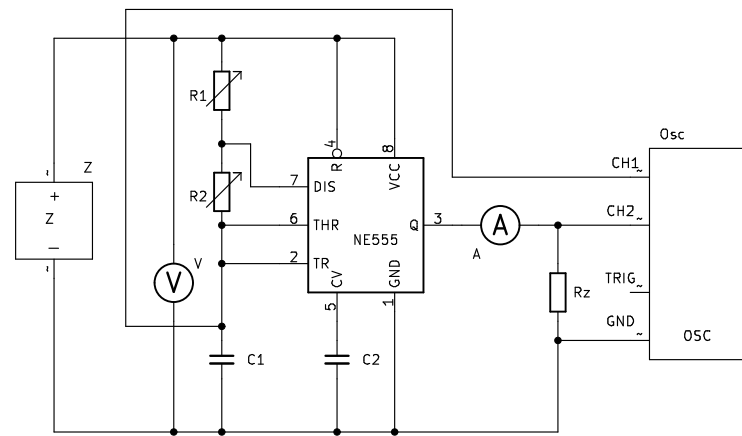 Osc
R1
4
8
CH1
~
~
Z
R
VCC
+
Z
−
~
R2
7
DIS
6
THR
Q
3
A
CH2
~
NE555
A
2
TR
CV
GND
V
V
5
1
Rz
TRIG
~
GND
~
OSC
C1
C2